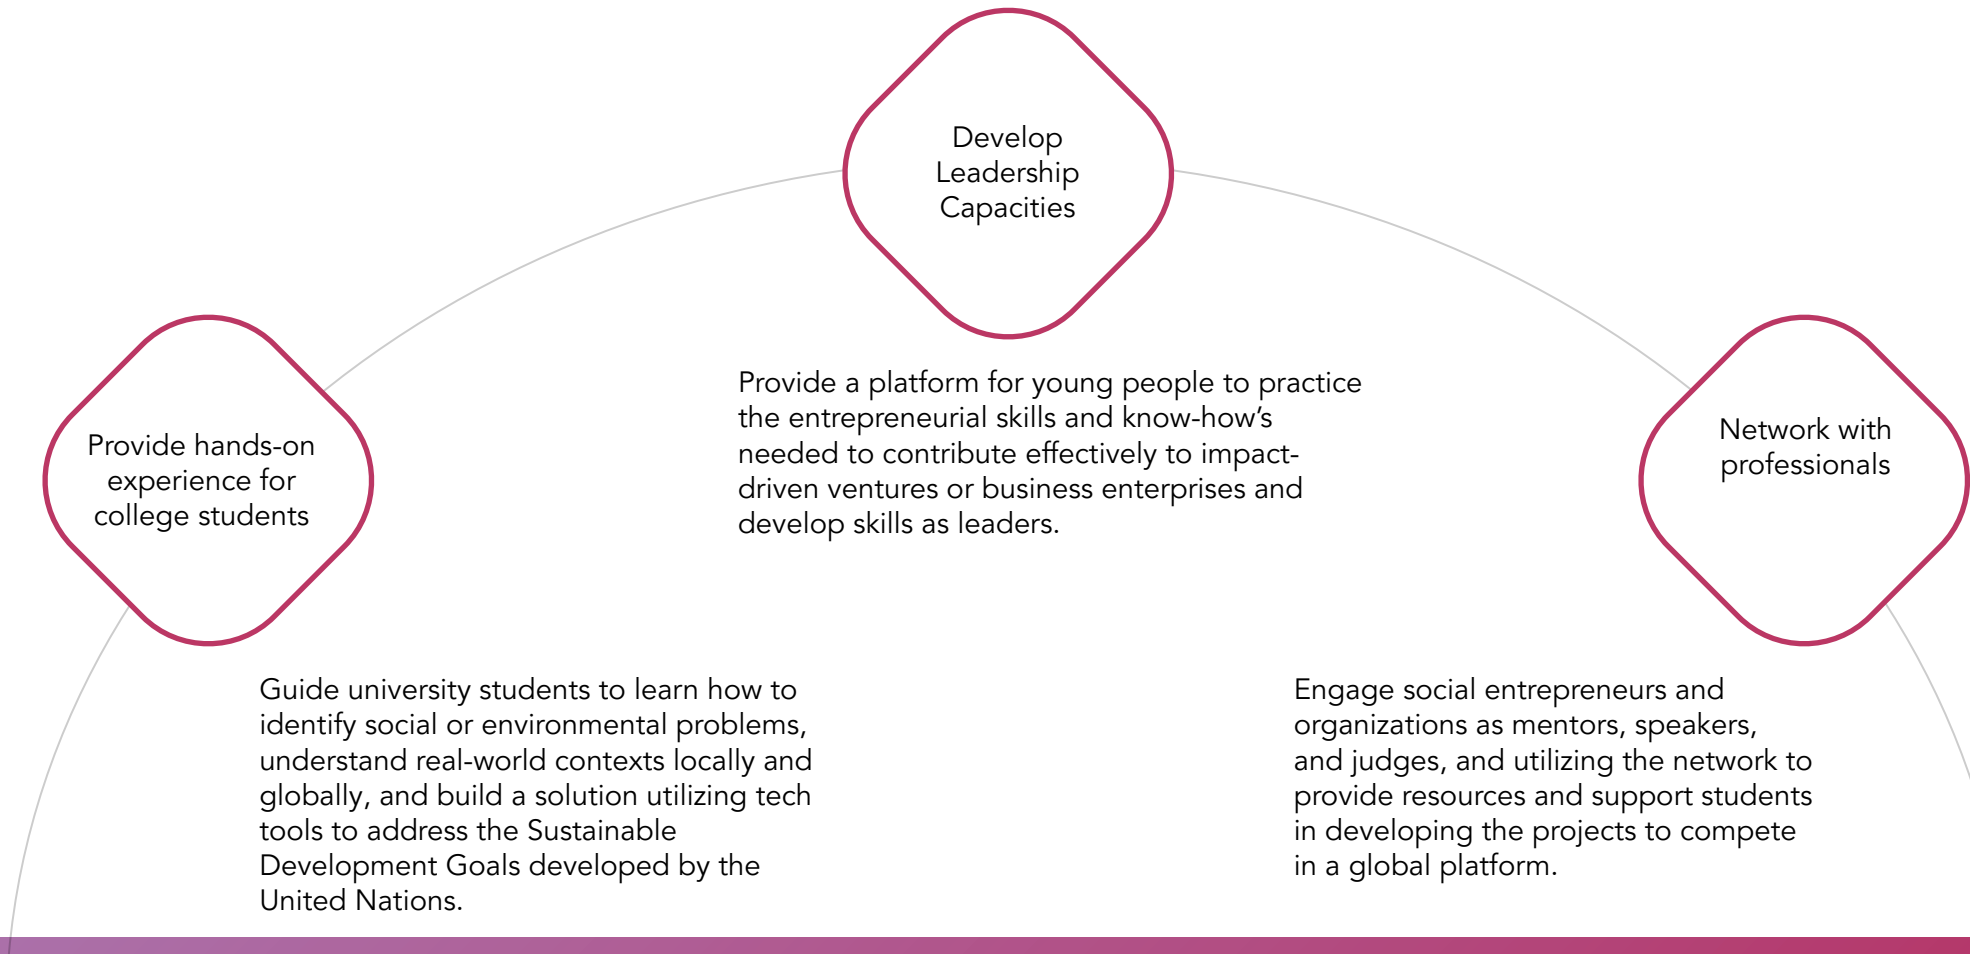 Develop
Leadership
Capacities
Provide a platform for young people to practice
the entrepreneurial skills and know-how’s
needed to contribute effectively to impact-
driven ventures or business enterprises and
develop skills as leaders.
Provide hands-on
experience for
college students
Guide university students to learn how to
identify social or environmental problems,
understand real-world contexts locally and
globally, and build a solution utilizing tech
tools to address the Sustainable
Development Goals developed by the
United Nations.
Network with
professionals
Engage social entrepreneurs and
organizations as mentors, speakers,
and judges, and utilizing the network to
provide resources and support students
in developing the projects to compete
in a global platform.